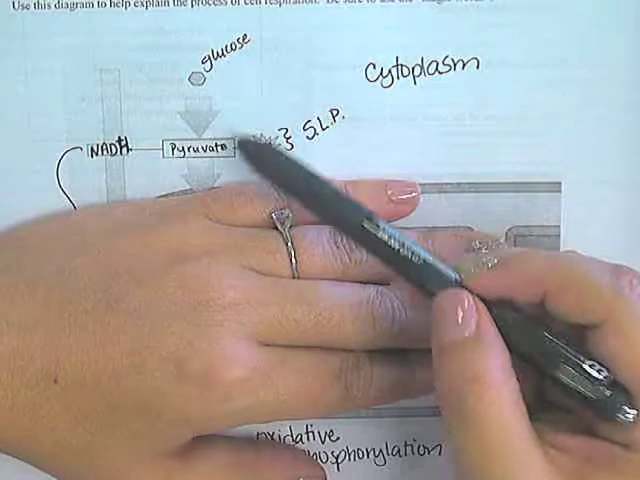 Use this diagram to help explain the process of cell respiration. Be sure to use the
glucose
Cytoplasm
NADH
Pyruvate
} S.L.P.
oxidative
phosphorylation